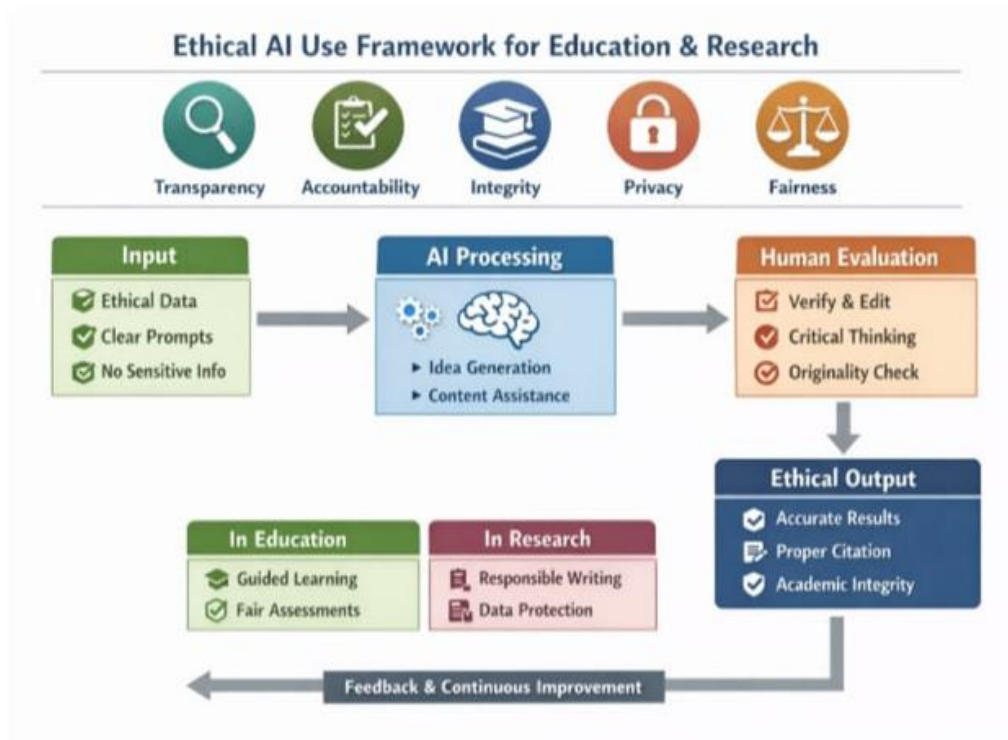 Ethical AI Use Framework for Education & Research
Transparency
Accountability
Integrity
Privacy
Fairness
Input
Ethical Data
Clear Prompts
No Sensitive Info
AI Processing
Idea Generation
Content Assistance
Human Evaluation
Verify & Edit
Critical Thinking
Originality Check
Ethical Output
Accurate Results
Proper Citation
Academic Integrity
In Education
Guided Learning
Fair Assessments
In Research
Responsible Writing
Data Protection
Feedback & Continuous Improvement